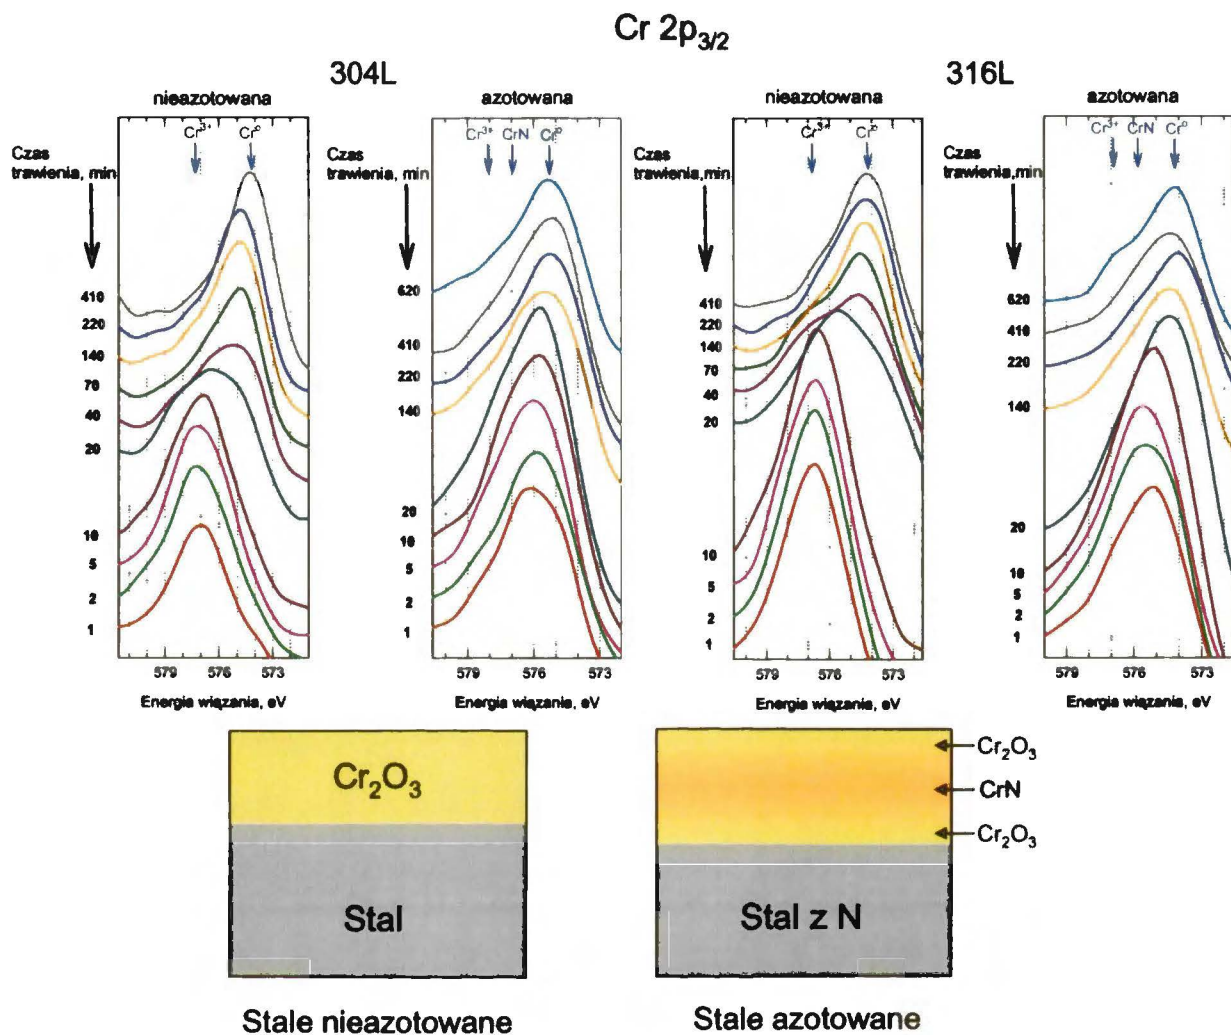 Cr 2p3/2
304L
316L
nieazotowana
azotowana
nieazotowana
azotowana
Cr3+ Cro
Cr3+ CrN Cro
Cr3+ Cro
Cr3+ CrN Cro
Czas
trawienia, min
410
220
140
70
40
20
10
5
2
1
Czas
trawienia, min
620
410
220
140
20
10
5
2
1
Czas
trawienia,min
410
220
140
70
40
20
10
5
2
1
Czas
trawienia,min
620
410
220
140
20
10
5
2
1
579 576 573
579 576 573
579 576 573
579 576 573
Energia wiązania, eV
Energia wiązania, eV
Energia wiązania, eV
Energia wiązania, eV
Cr2O3
Stal
Stale nieazotowane
Cr2O3
CrN
Cr2O3
Stal z N
Stale azotowane